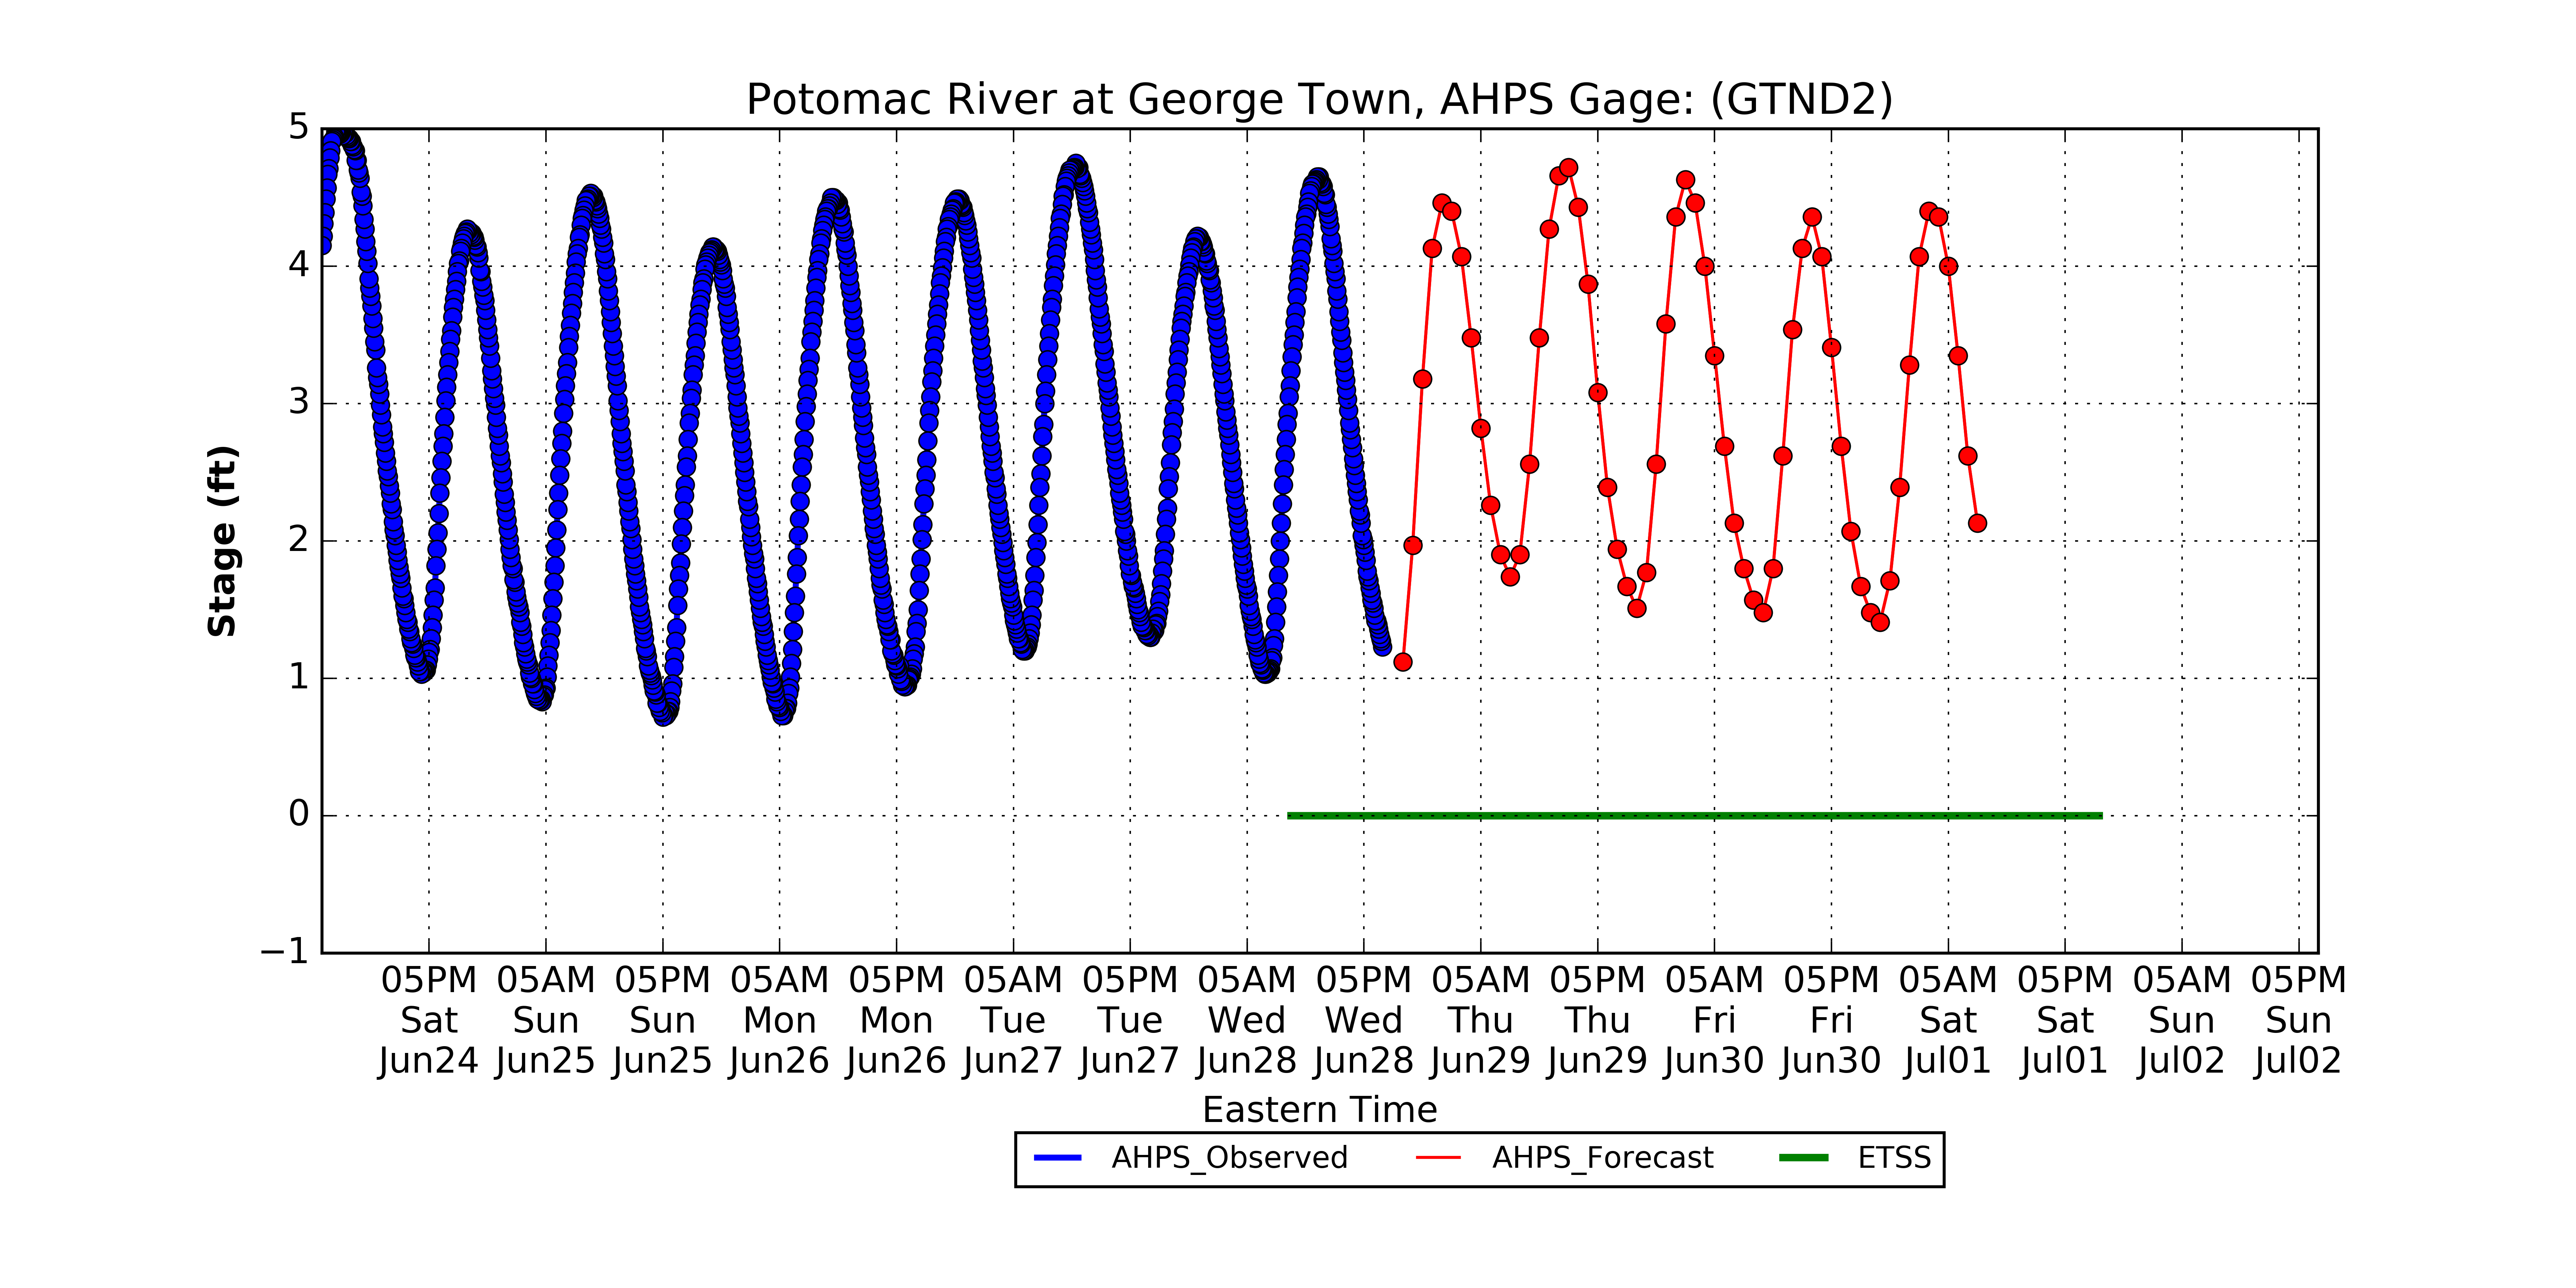 Potomac River at George Town, AHPS Gage: (GTND2)
Stage (ft)
5
4
3
2
1
0
−1
05PM 05AM 05PM 05AM 05PM 05AM 05PM 05AM 05PM 05AM 05PM 05AM 05PM 05AM 05PM 05AM 05PM
Sat Sun Sun Mon Mon Tue Tue Wed Wed Thu Thu Fri Fri Sat Sat Sun Sun
Jun24 Jun25 Jun25 Jun26 Jun26 Jun27 Jun27 Jun28 Jun28 Jun29 Jun29 Jun30 Jun30 Jul01 Jul01 Jul02 Jul02
Eastern Time
AHPS_Observed AHPS_Forecast ETSS